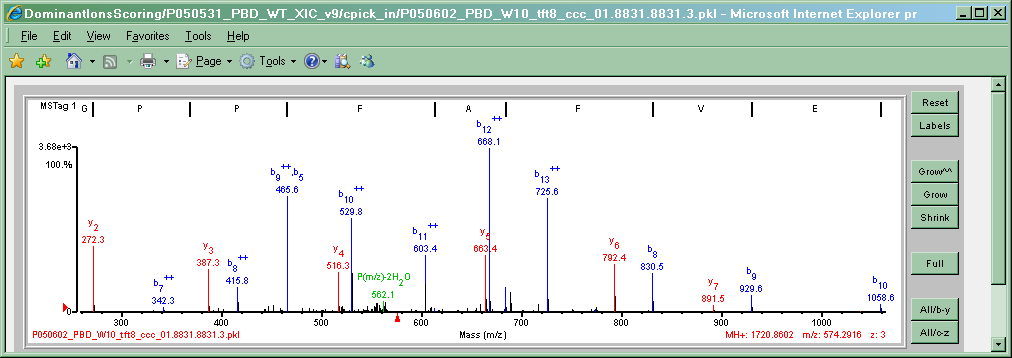 DominantIonsScoring/P050531_PBD_WT_XIC_v9/cpick_in/P050602_PBD_W10_tft8_ccc_01.8831.8831.3.pkl - Microsoft Internet Explorer pr
File Edit View Favorites Tools Help
Page Tools
MSTag 1 G P P F A F V E
Reset
Labels
Grow^^
Grow
Shrink
Full
All/b-y
All/c-z
3.68e+3
100.%
y2
272.3
b7++
342.3
y3
387.3
b8++
415.8
b9++,b5
465.6
y4
516.3
b10++
529.8
P(m/z)-2H2O
562.1
b11++
603.4
y5
663.4
b12++
668.1
b13++
725.6
y6
792.4
b8
830.5
y7
891.5
b9
929.6
b10
1058.6
300 400 500 600 700 800 900 1000
P050602_PBD_W10_tft8_ccc_01.8831.8831.3.pkl Mass (m/z) MH+: 1720.8602 m/z: 574.2916 z: 3